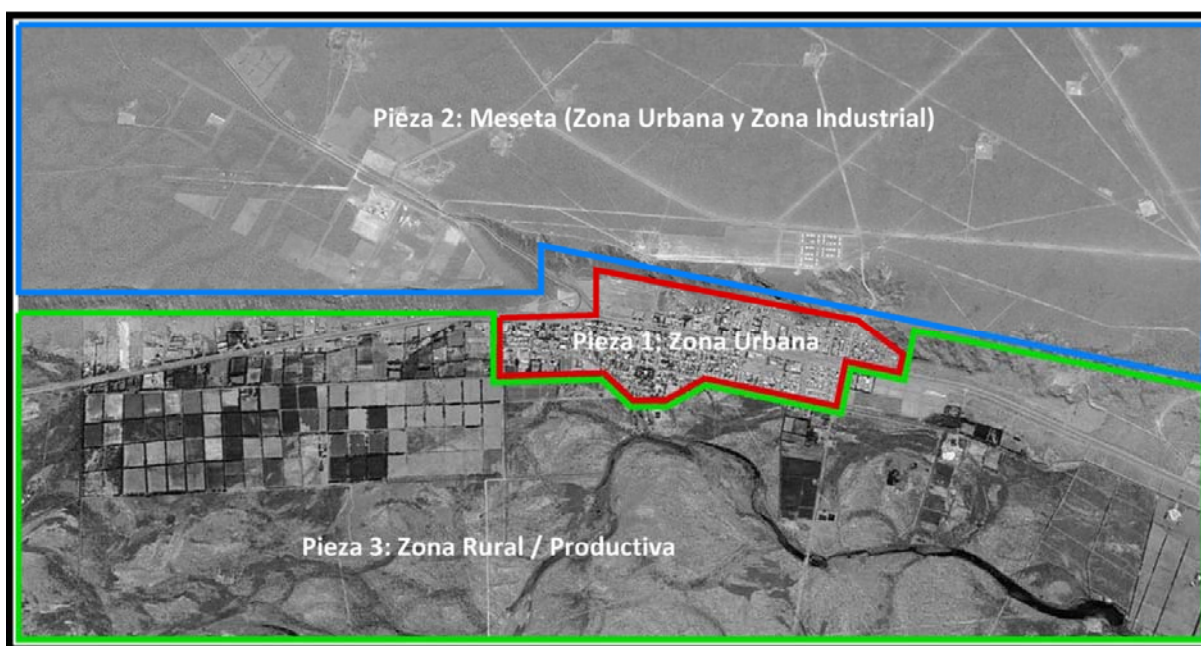 Pieza 2: Meseta (Zona Urbana y Zona Industrial)
Pieza 1: Zona Urbana
Pieza 3: Zona Rural / Productiva